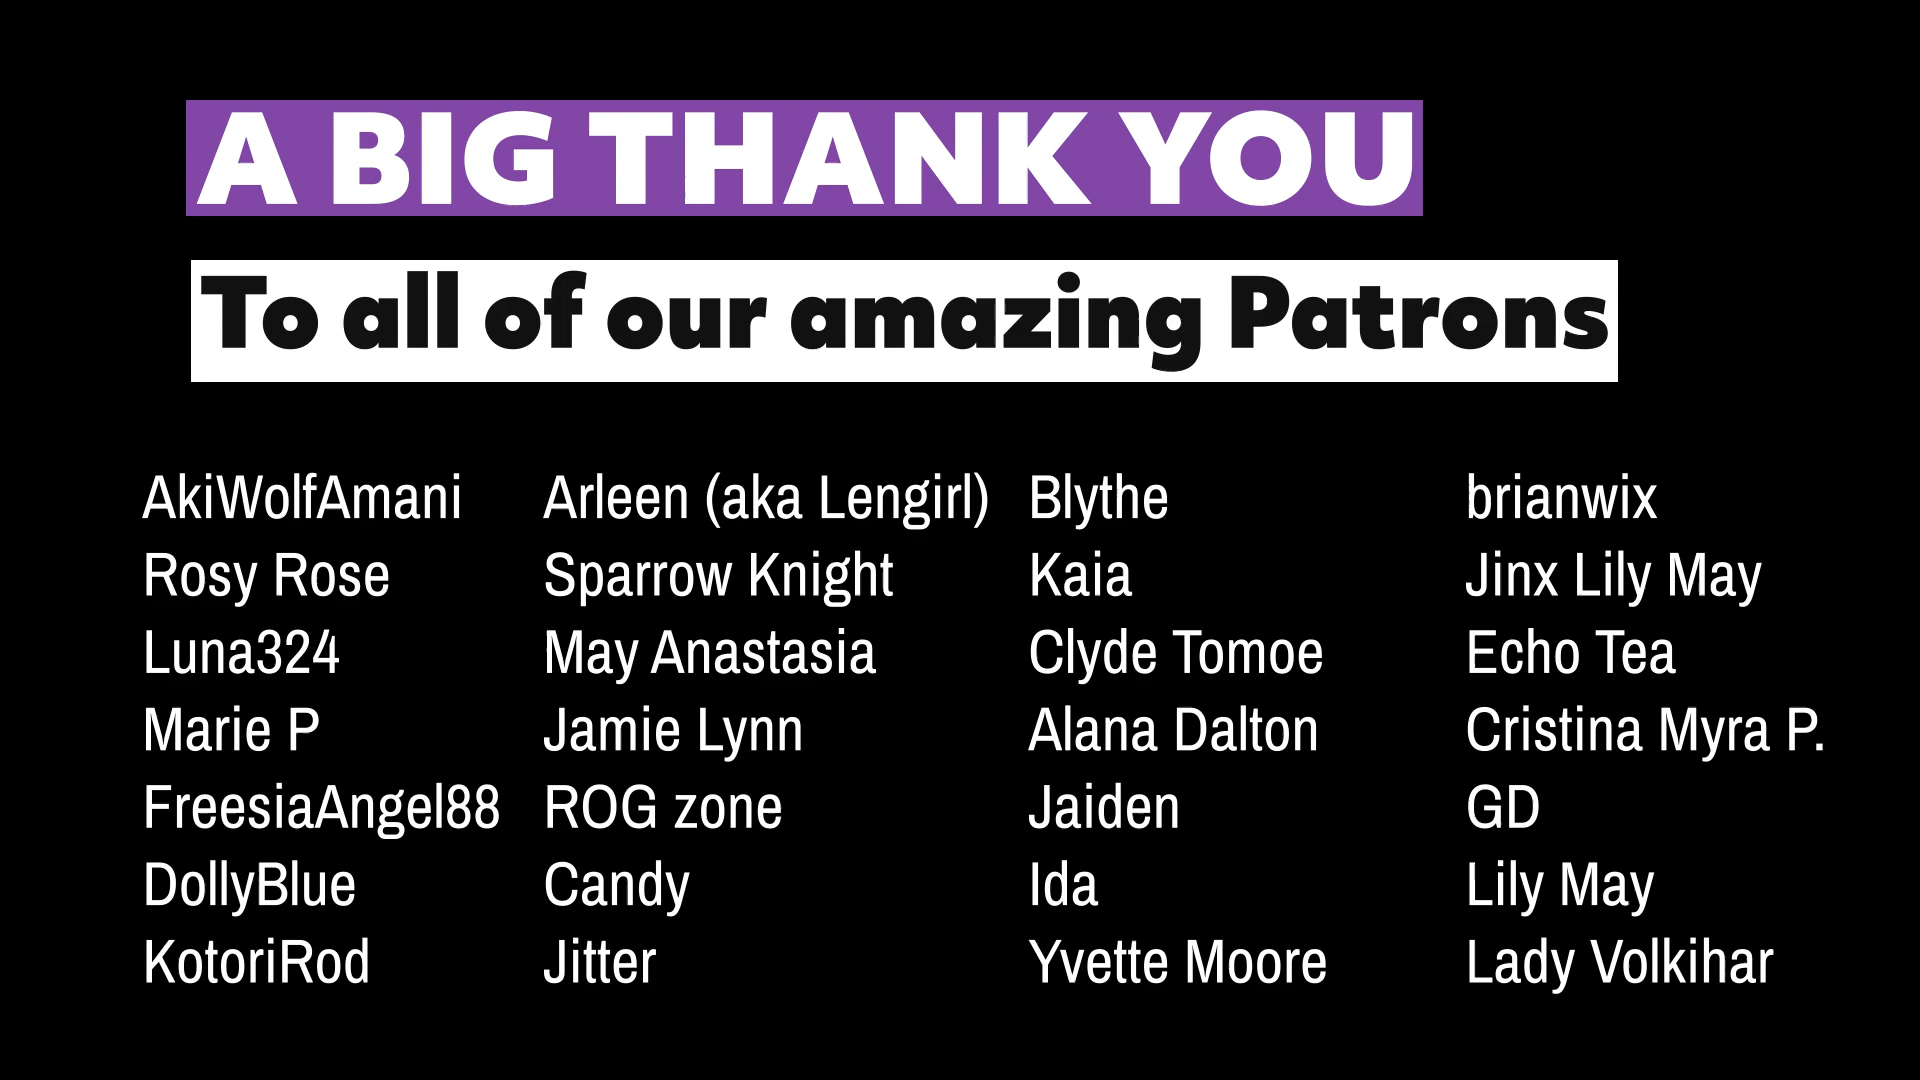 A BIG THANK YOU
To all of our amazing Patrons
AkiWolfAmani
Rosy Rose
Luna324
Marie P
FreesiaAngel88
DollyBlue
KotoriRod
Arleen (aka Lengirl)
Sparrow Knight
May Anastasia
Jamie Lynn
ROG zone
Candy
Jitter
Blythe
Kaia
Clyde Tomoe
Alana Dalton
Jaiden
Ida
Yvette Moore
brianwix
Jinx Lily May
Echo Tea
Cristina Myra P.
GD
Lily May
Lady Volkihar